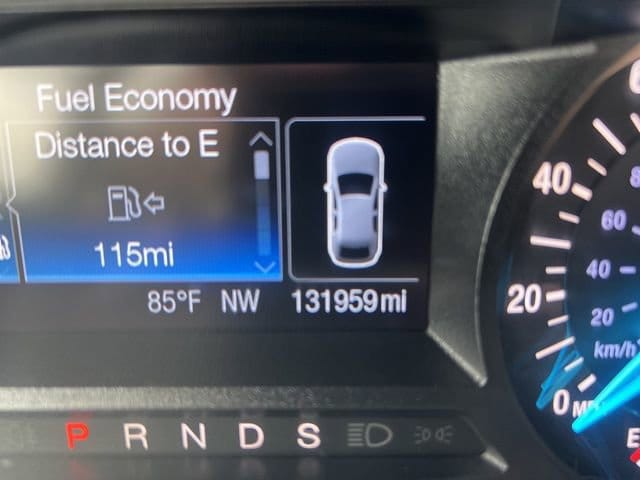 Fuel Economy
Distance to E
115mi
85°F NW 131959mi
P R N D S
40
20
0
60
40
20
km/h
E